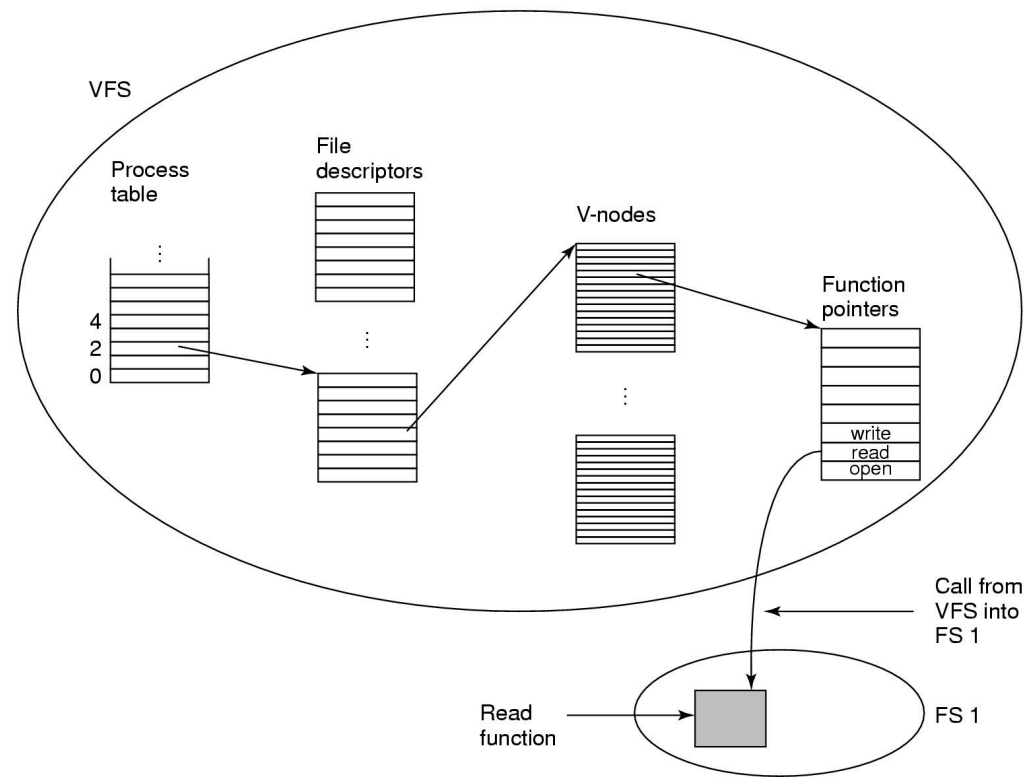 VFS
Process
table
File
descriptors
V-nodes
Function
pointers
4
2
0
write
read
open
Call from
VFS into
FS 1
Read
function
FS 1